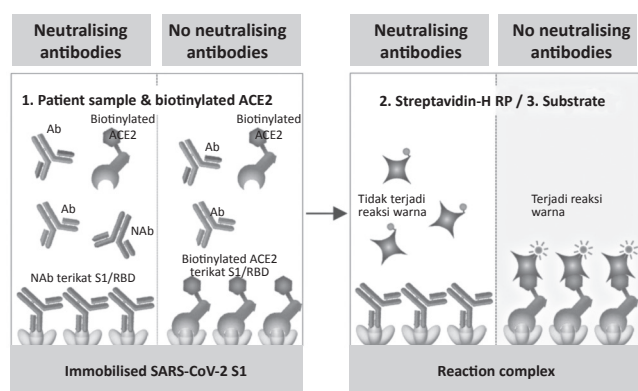 Neutralising
antibodies
No neutralising
antibodies
1. Patient sample & biotinylated ACE2
Ab
Biotinylated
ACE2
Ab
Biotinylated
ACE2
Ab
NAb
Ab
NAb terikat S1/RBD
Biotinylated ACE2
terikat S1/RBD
Immobilised SARS-CoV-2 S1
Neutralising
antibodies
No neutralising
antibodies
2. Streptavidin-H RP / 3. Substrate
Tidak terjadi
reaksi warna
Terjadi reaksi
warna
Reaction complex